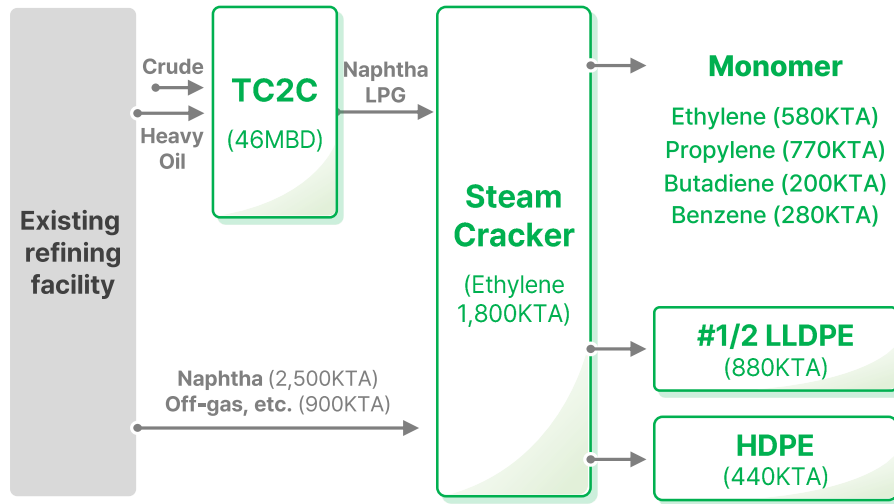 Existing
refining
facility
Crude
Heavy
Oil
TC2C
(46MBD)
Naphtha
LPG
Naphtha (2,500KTA)
Off-gas, etc. (900KTA)
Steam
Cracker
(Ethylene
1,800KTA)
Monomer
Ethylene (580KTA)
Propylene (770KTA)
Butadiene (200KTA)
Benzene (280KTA)
#1/2 LLDPE
(880KTA)
HDPE
(440KTA)